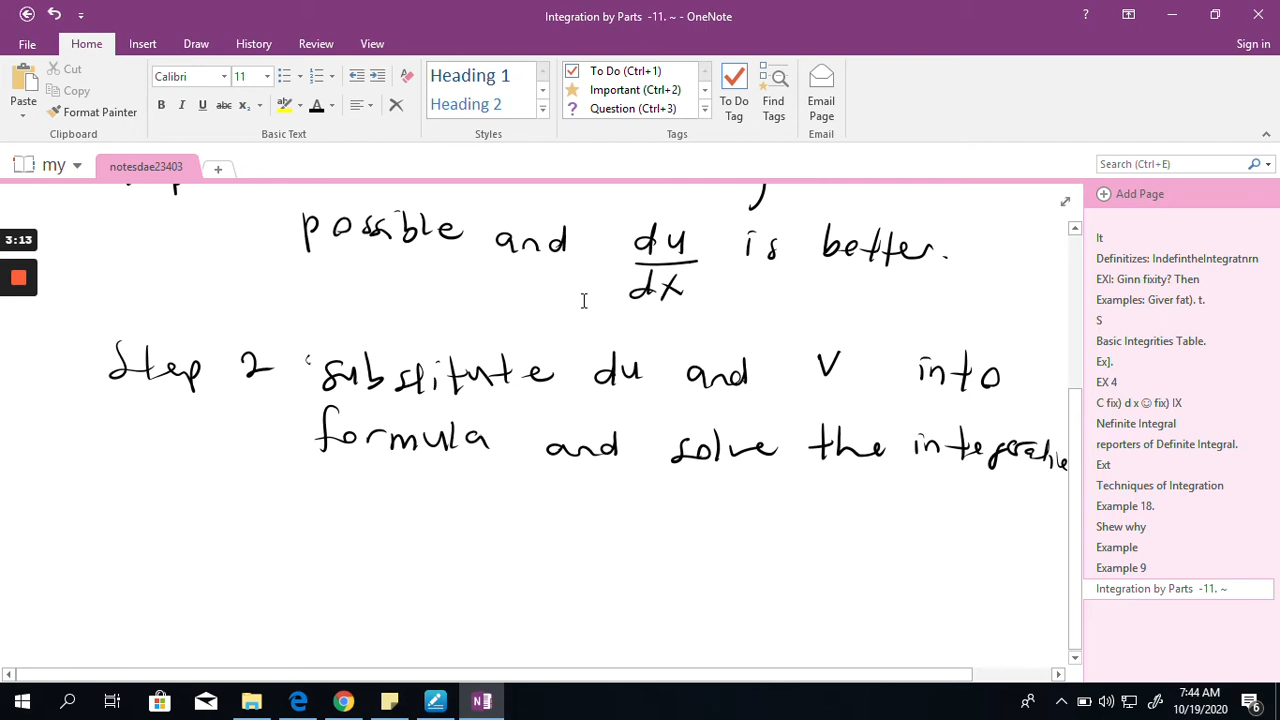 Integration by Parts -11. ~ - OneNote
File Home Insert Draw History Review View
Sign in
Paste
Cut
Copy
Format Painter
Clipboard
Calibri 11
B I U abc x₂ A
Basic Text
Heading 1
Heading 2
Styles
To Do (Ctrl+1)
Important (Ctrl+2)
Question (Ctrl+3)
Tags
To Do Tag
Find Tags
Email Page
Email
my
notesdae23403
Search (Ctrl+E)
Add Page
It
Definitizes: IndefintheIntegratnrn
EXl: Ginn fixity? Then
Examples: Giver fat). t.
S
Basic Integrities Table.
Ex].
EX 4
C fix) d x ☺ fix) lX
Nefinite Integral
reporters of Definite Integral.
Ext
Techniques of Integration
Example 18.
Shew why
Example
Example 9
Integration by Parts -11. ~
3:13
possible and du/dx is better.
Step 2 : substitute du and v into
formula and solve the
7:44 AM
10/19/2020
6